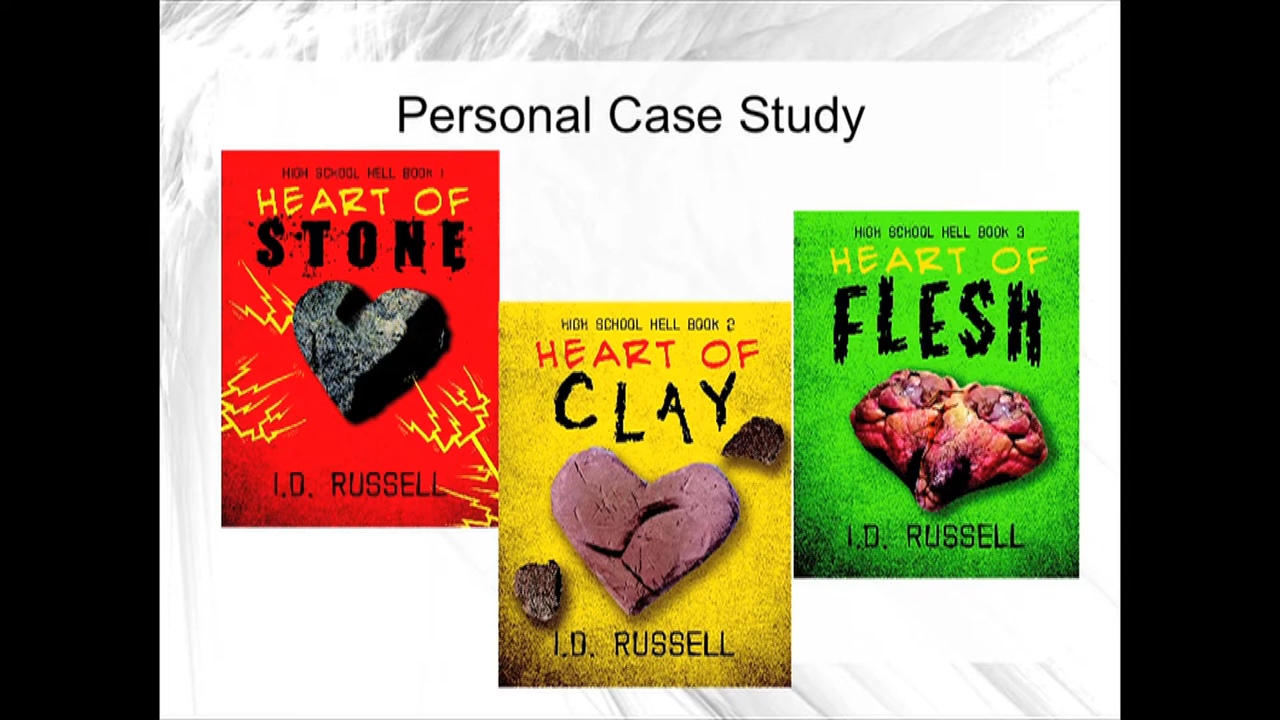 Personal Case Study
HIGH SCHOOL HELL BOOK 1
HEART OF
STONE
I.D. RUSSELL
HIGH SCHOOL HELL BOOK 2
HEART OF
CLAY
I.D. RUSSELL
HIGH SCHOOL HELL BOOK 3
HEART OF
FLESH
I.D. RUSSELL